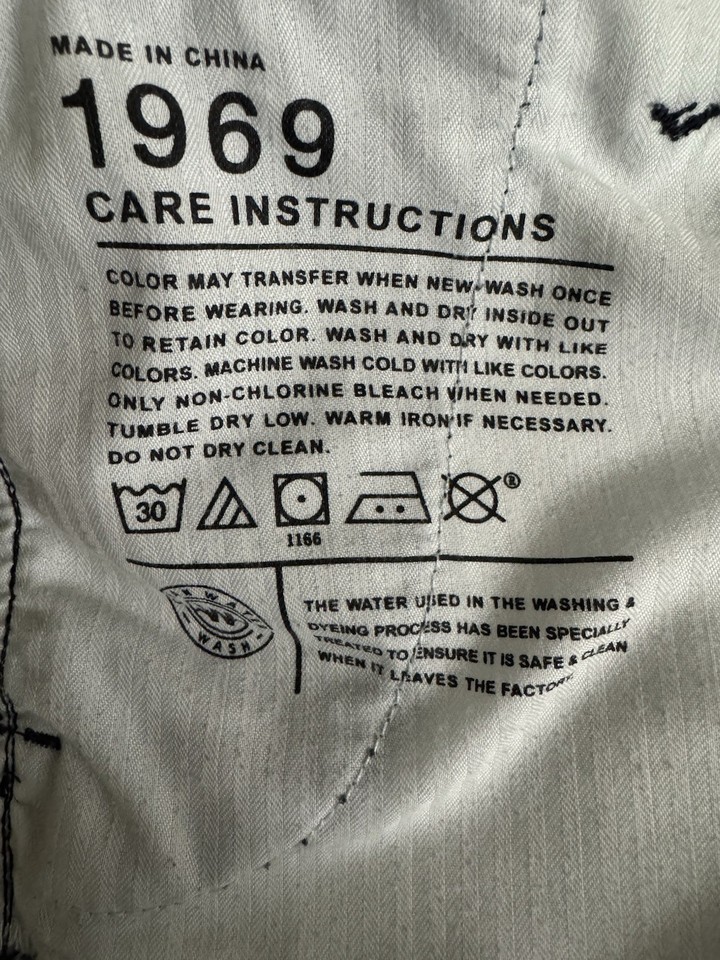 MADE IN CHINA
1969
CARE INSTRUCTIONS
COLOR MAY TRANSFER WHEN NEW-WASH ONCE
BEFORE WEARING. WASH AND DRY INSIDE OUT
TO RETAIN COLOR. WASH AND DRY WITH LIKE
COLORS. MACHINE WASH COLD WITH LIKE COLORS.
ONLY NON-CHLORINE BLEACH WHEN NEEDED.
TUMBLE DRY LOW. WARM IRON IF NECESSARY.
DO NOT DRY CLEAN.
30 ®
1166
WASH
THE WATER USED IN THE WASHING &
DYEING PROCESS HAS BEEN SPECIALLY
TREATED TO ENSURE IT IS SAFE & CLEAN
WHEN IT LEAVES THE FACTORY